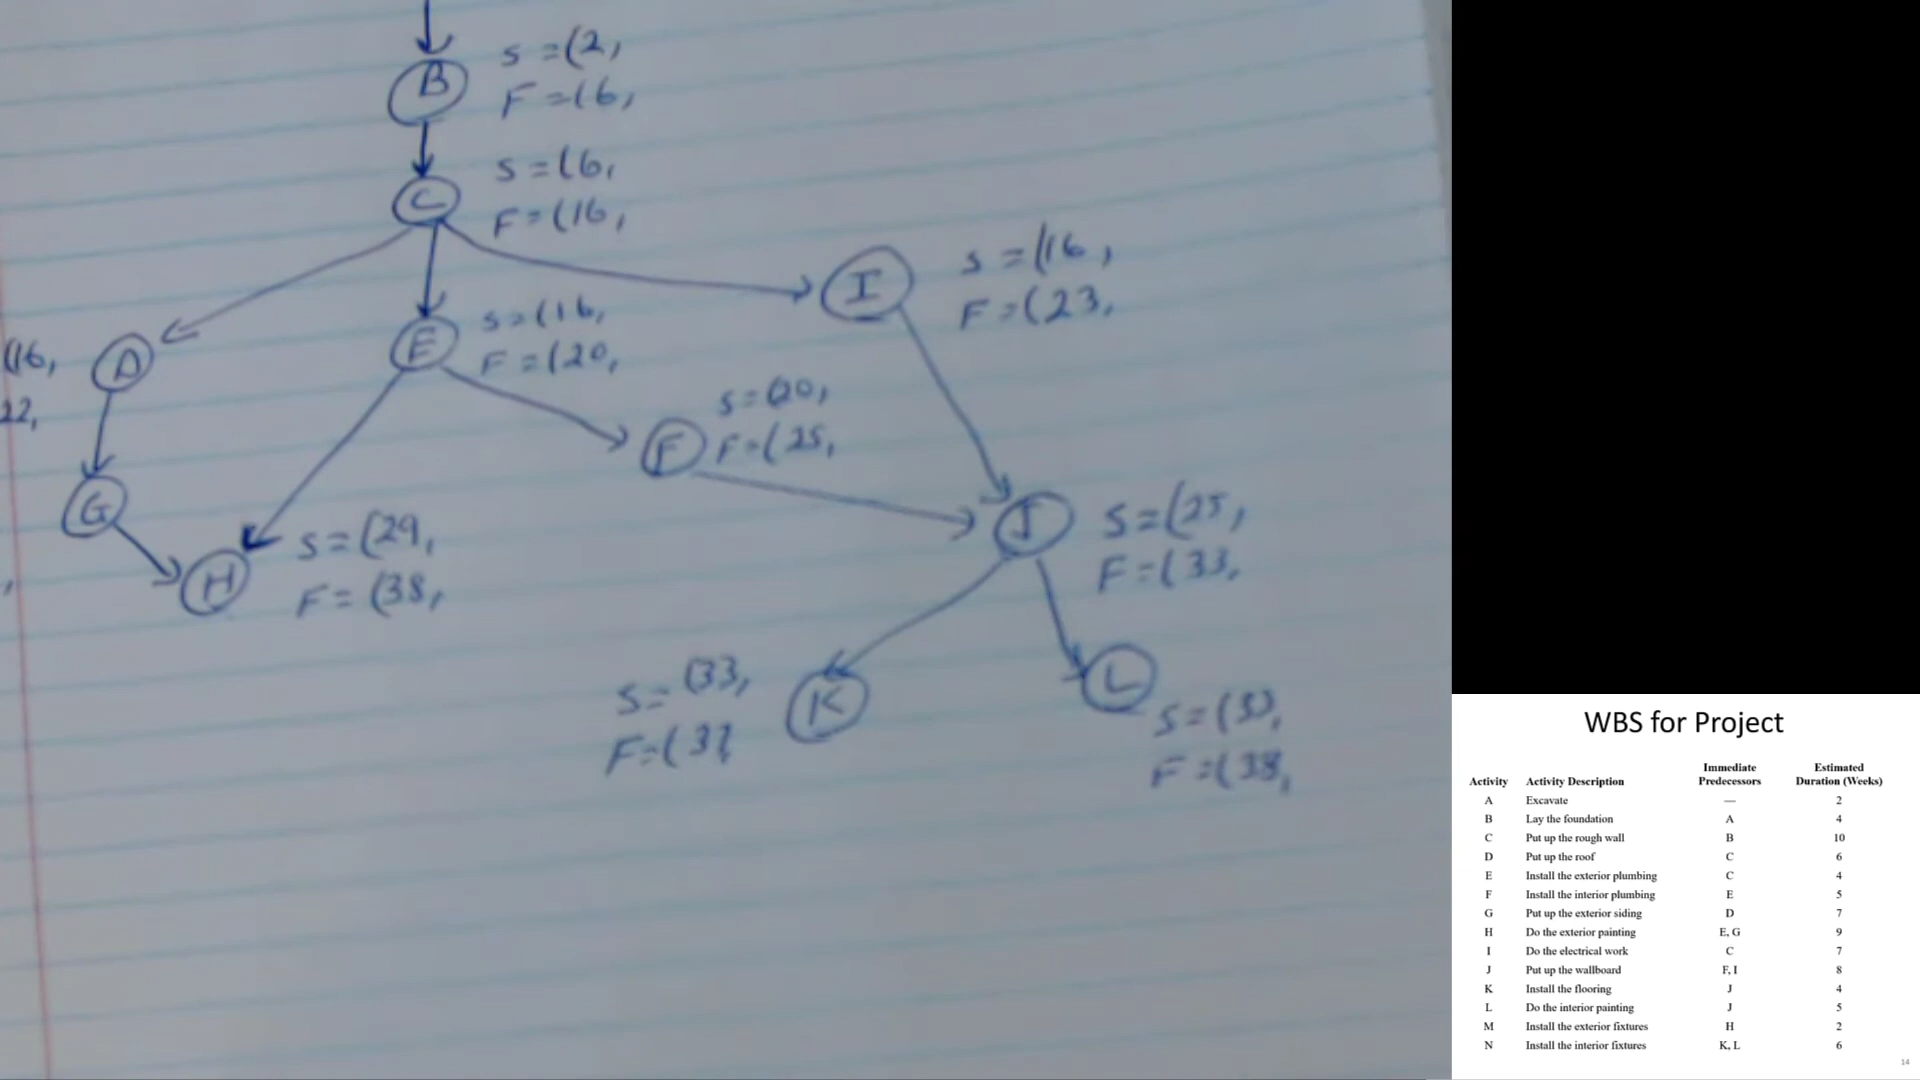 B
S = (2,
F = (6,
C
S = (6,
F = (16,
I
S = (16,
F = (23,
(16,
22,
D
E
S = (16,
F = (20,
F
S = (20,
F = (25,
G
H
S = (29,
F = (38,
J
S = (25,
F = (33,
,
K
S = (33,
F = (37
L
S = (33,
F = (38,
WBS for Project
Activity Activity Description Immediate Predecessors Estimated Duration (Weeks)
A Excavate — 2
B Lay the foundation A 4
C Put up the rough wall B 10
D Put up the roof C 6
E Install the exterior plumbing C 4
F Install the interior plumbing E 5
G Put up the exterior siding D 7
H Do the exterior painting E, G 9
I Do the electrical work C 7
J Put up the wallboard F, I 8
K Install the flooring J 4
L Do the interior painting J 5
M Install the exterior fixtures H 2
N Install the interior fixtures K, L 6
14